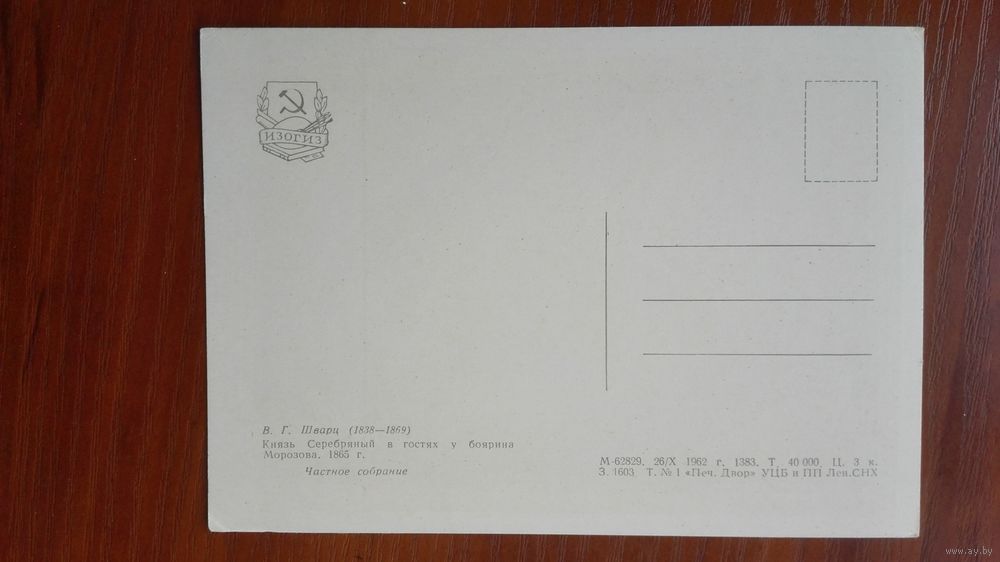 ИЗОГИЗ
В. Г. Шварц (1838—1869)
Князь Серебряный в гостях у боярина
Морозова. 1865 г.
Частное собрание
М-62829. 26/X 1962 г. 1383. Т. 40 000. Ц. 3 к.
З. 1603 Т. № 1 «Печ. Двор» УЦБ и ПП Лен.СНХ
www.ay.by